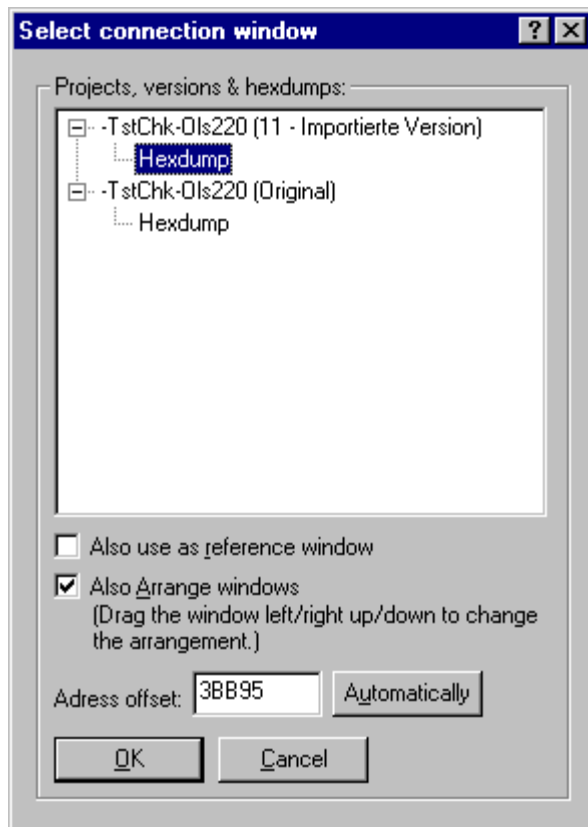 Select connection window
Projects, versions & hexdumps:
-TstChk-Ols220 (11 - Importierte Version)
Hexdump
-TstChk-Ols220 (Original)
Hexdump
Also use as reference window
Also Arrange windows
(Drag the window left/right up/down to change
the arrangement.)
Adress offset: 3BB95 Automatically
OK Cancel